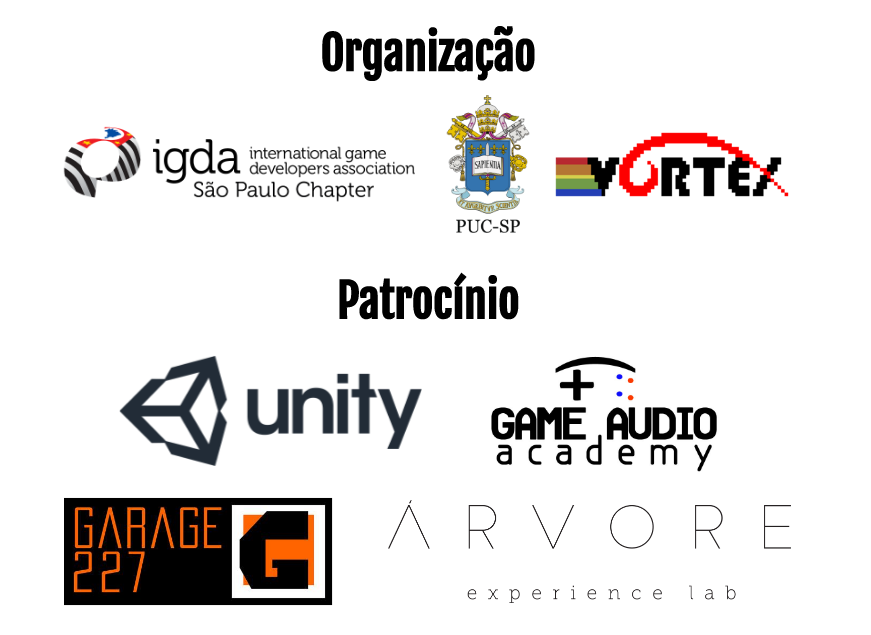 Organização
igda international game
developers association
São Paulo Chapter
SAPIENTIA
PUC-SP
VORTEX
Patrocínio
unity
GAME AUDIO
academy
GARAGE
227
G
ÁRVORE
experience lab